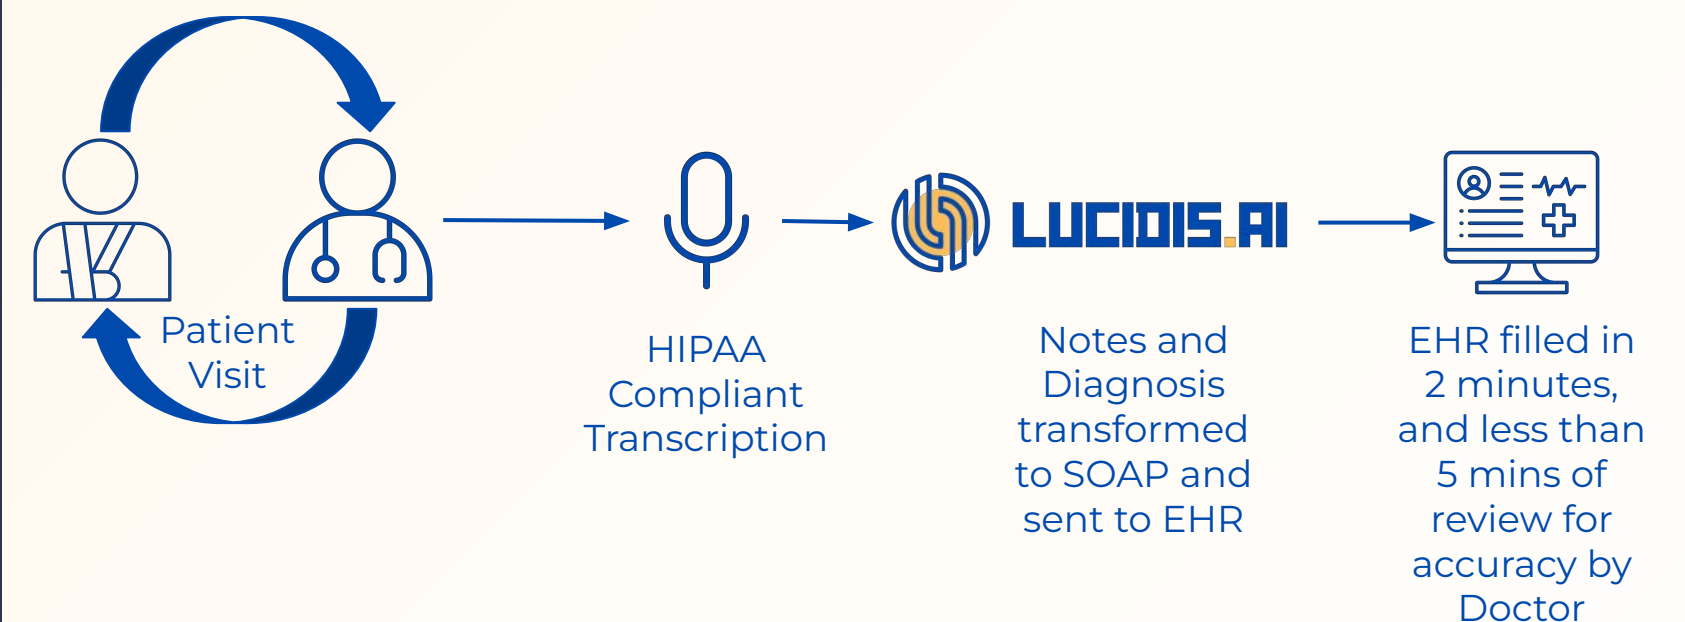 Patient
Visit
HIPAA
Compliant
Transcription
LUCIDIS.AI
Notes and
Diagnosis
transformed
to SOAP and
sent to EHR
EHR filled in
2 minutes,
and less than
5 mins of
review for
accuracy by
Doctor